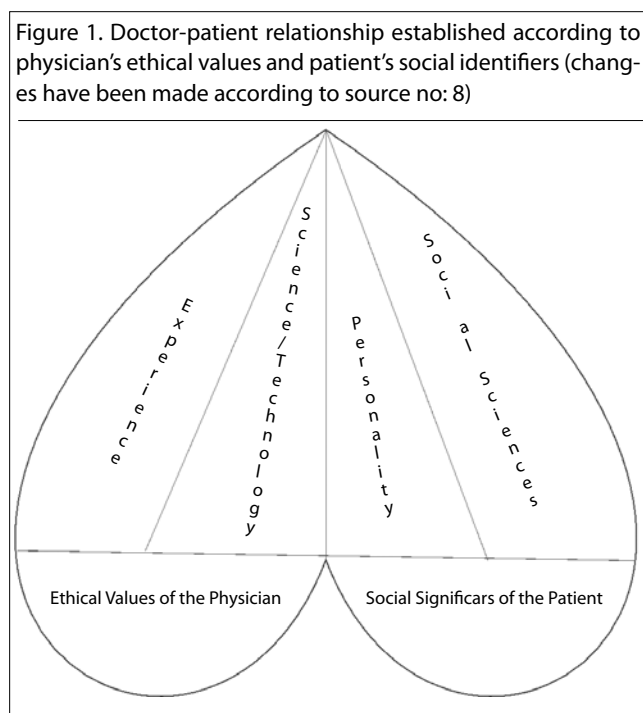 Figure 1. Doctor-patient relationship established according to
physician's ethical values and patient's social identifiers (chang-
es have been made according to source no: 8)
Experience
Science/Technology
Personality
Social Sciences
Ethical Values of the Physician
Social Significars of the Patient